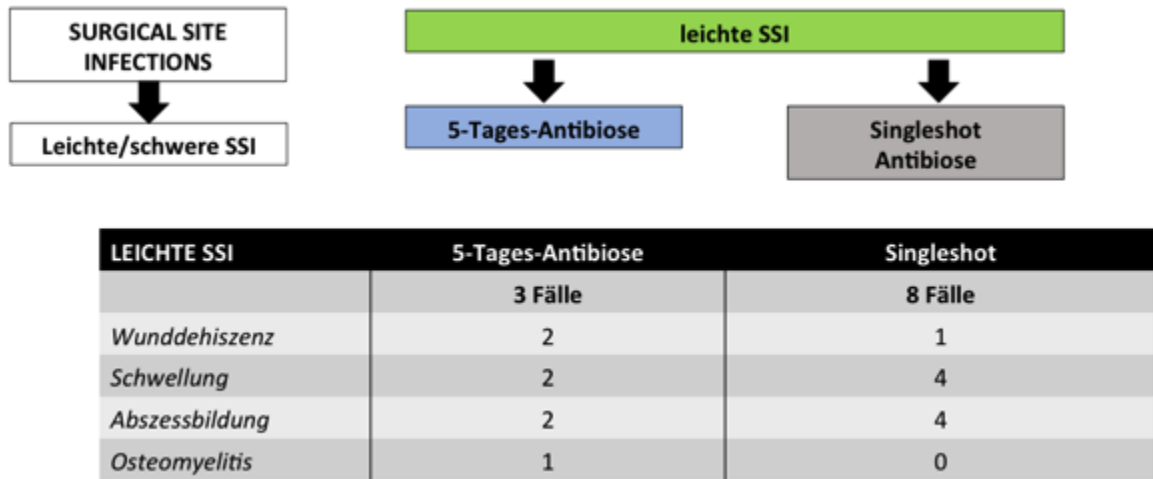 SURGICAL SITE
INFECTIONS
Leichte/schwere SSI
leichte SSI
5-Tages-Antibiose
Singleshot
Antibiose
LEICHTE SSI 5-Tages-Antibiose Singleshot
3 Fälle 8 Fälle
Wunddehiszenz 2 1
Schwellung 2 4
Abszessbildung 2 4
Osteomyelitis 1 0